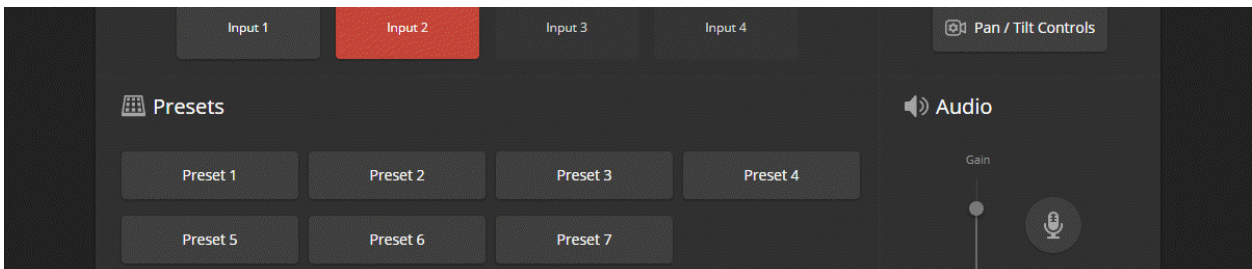 Input 1
Input 2
Input 3
Input 4
Pan / Tilt Controls
Presets
Audio
Preset 1
Preset 2
Preset 3
Preset 4
Gain
Preset 5
Preset 6
Preset 7